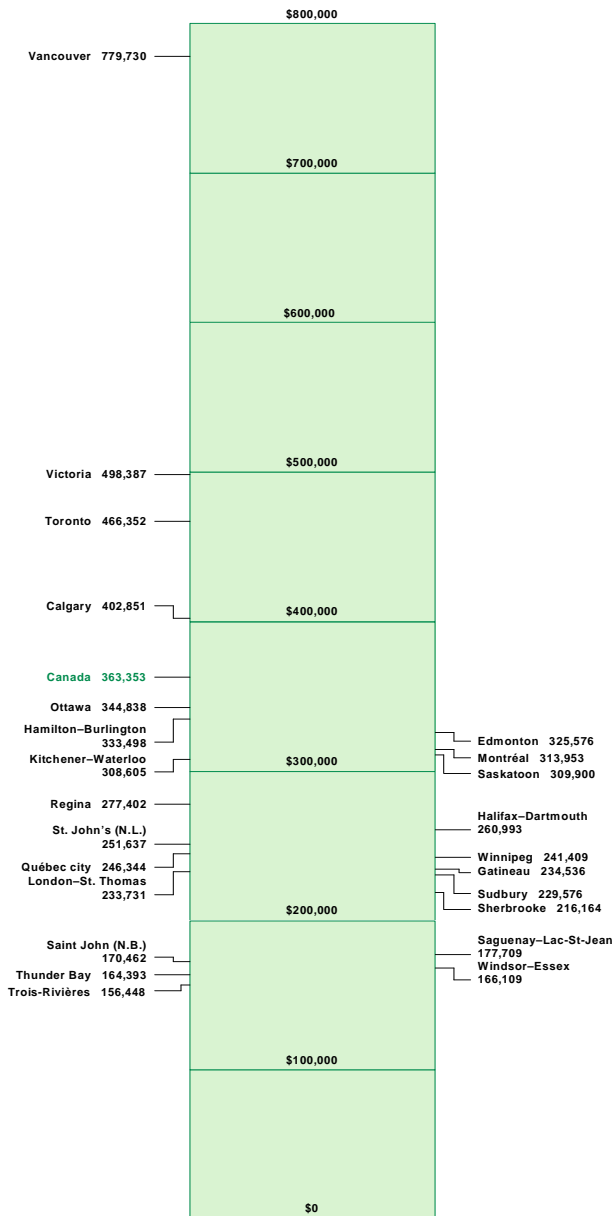 $800,000
Vancouver 779,730
$700,000
$600,000
$500,000
Victoria 498,387
Toronto 466,352
Calgary 402,851
$400,000
Canada 363,353
Ottawa 344,838
Hamilton–Burlington
333,498
Edmonton 325,576
Montréal 313,953
Kitchener–Waterloo
308,605
Saskatoon 309,900
$300,000
Regina 277,402
Halifax–Dartmouth
260,993
St. John's (N.L.)
251,637
Winnipeg 241,409
Québec city 246,344
Gatineau 234,536
London–St. Thomas
233,731
Sudbury 229,576
Sherbrooke 216,164
$200,000
Saint John (N.B.)
170,462
Saguenay–Lac-St-Jean
177,709
Thunder Bay 164,393
Windsor–Essex
166,109
Trois-Rivières 156,448
$100,000
$0